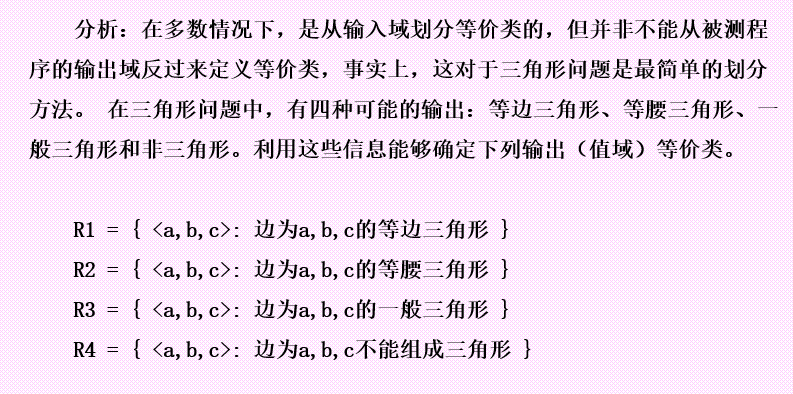 分析：在多数情况下，是从输入域划分等价类的，但并非不能从被测程
序的输出域反过来定义等价类，事实上，这对于三角形问题是最简单的划分
方法。 在三角形问题中，有四种可能的输出：等边三角形、等腰三角形、一
般三角形和非三角形。利用这些信息能够确定下列输出（值域）等价类。
R1 = { <a,b,c>: 边为a,b,c的等边三角形 }
R2 = { <a,b,c>: 边为a,b,c的等腰三角形 }
R3 = { <a,b,c>: 边为a,b,c的一般三角形 }
R4 = { <a,b,c>: 边为a,b,c不能组成三角形 }